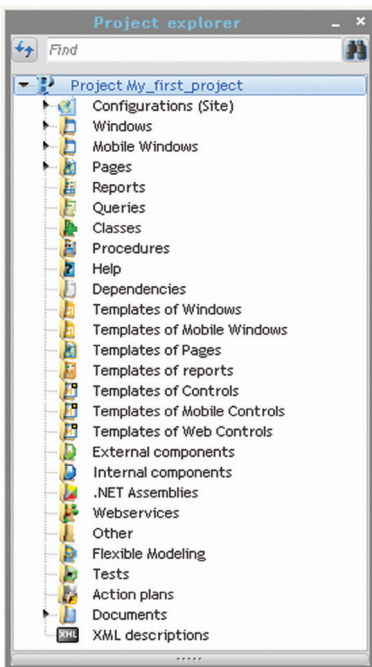 Project explorer
Find
Project My_first_project
Configurations (Site)
Windows
Mobile Windows
Pages
Reports
Queries
Classes
Procedures
Help
Dependencies
Templates of Windows
Templates of Mobile Windows
Templates of Pages
Templates of reports
Templates of Controls
Templates of Mobile Controls
Templates of Web Controls
External components
Internal components
.NET Assemblies
Webservices
Other
Flexible Modeling
Tests
Action plans
Documents
XML descriptions